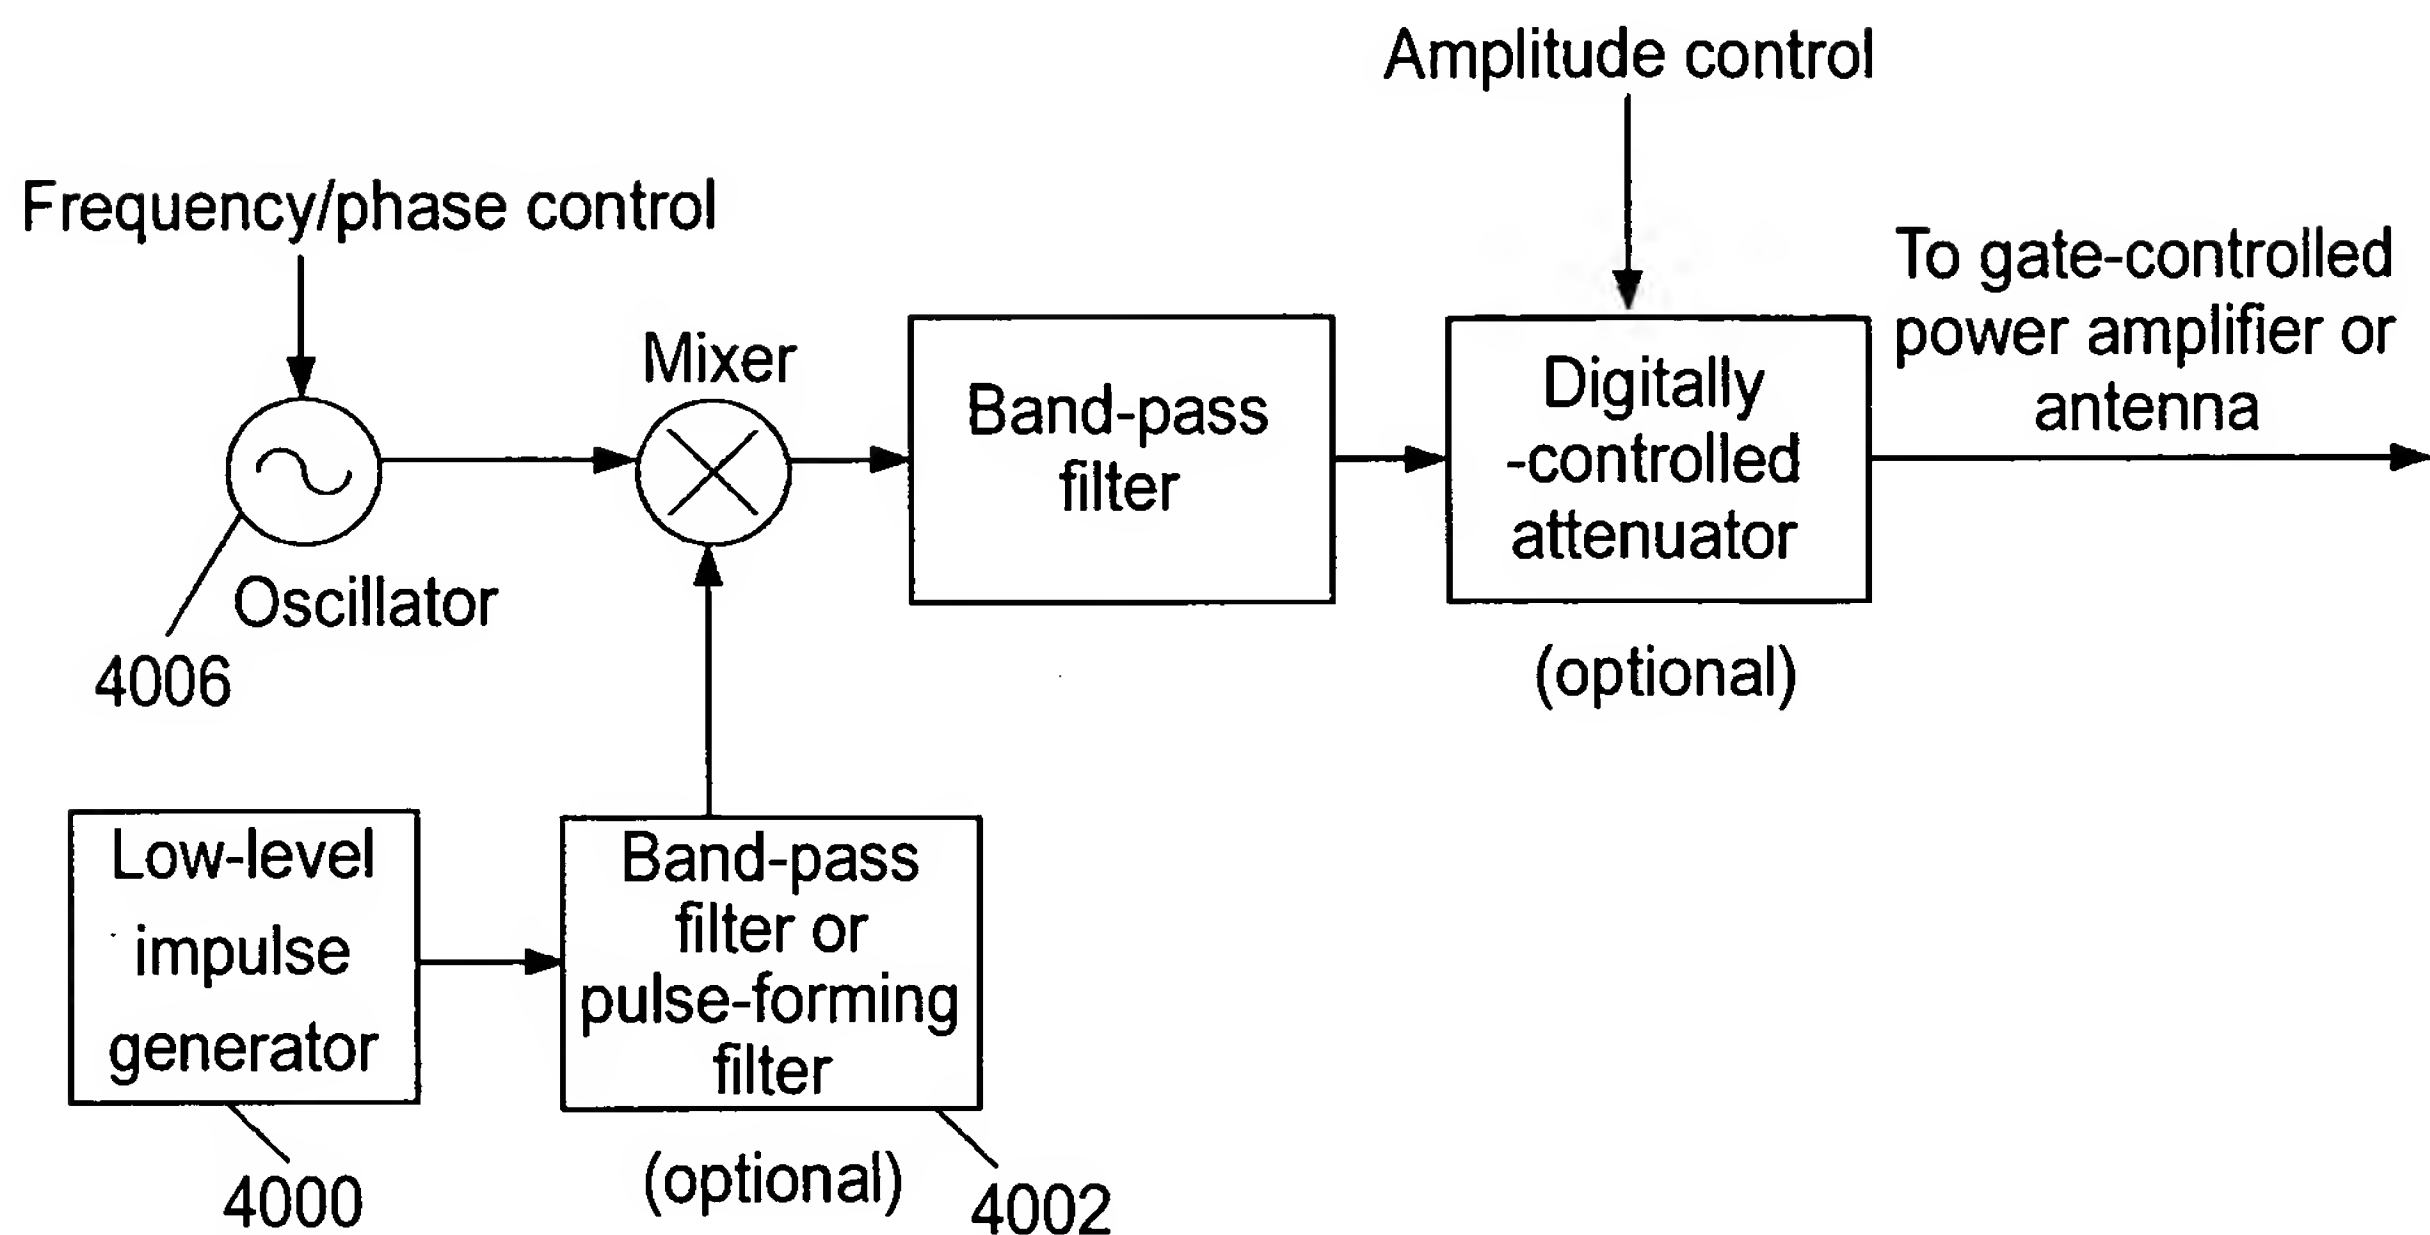 Amplitude control
Frequency/phase control
To gate-controlled
power amplifier or
antenna
Mixer
Band-pass
filter
Digitally
-controlled
attenuator
Oscillator
(optional)
4006
Low-level
impulse
generator
Band-pass
filter or
pulse-forming
filter
(optional)
4000
4002